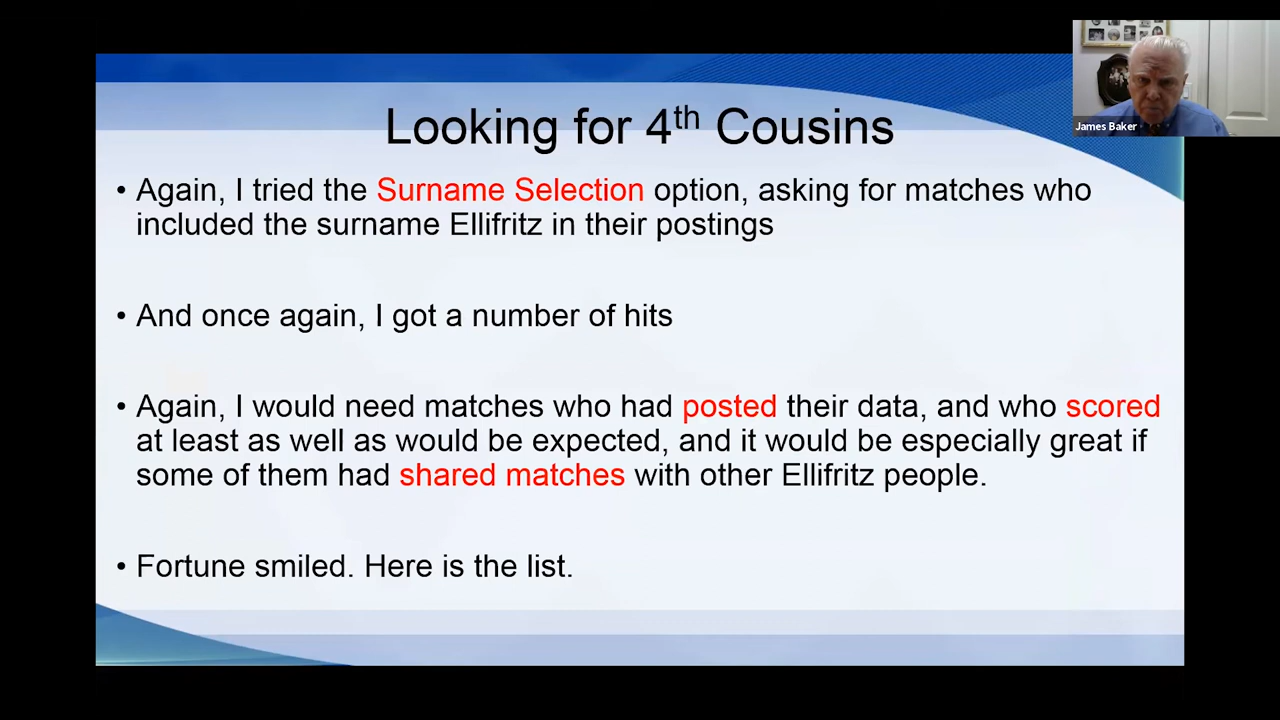 Looking for 4th Cousins
James Baker
• Again, I tried the Surname Selection option, asking for matches who
included the surname Ellifritz in their postings
• And once again, I got a number of hits
• Again, I would need matches who had posted their data, and who scored
at least as well as would be expected, and it would be especially great if
some of them had shared matches with other Ellifritz people.
• Fortune smiled. Here is the list.